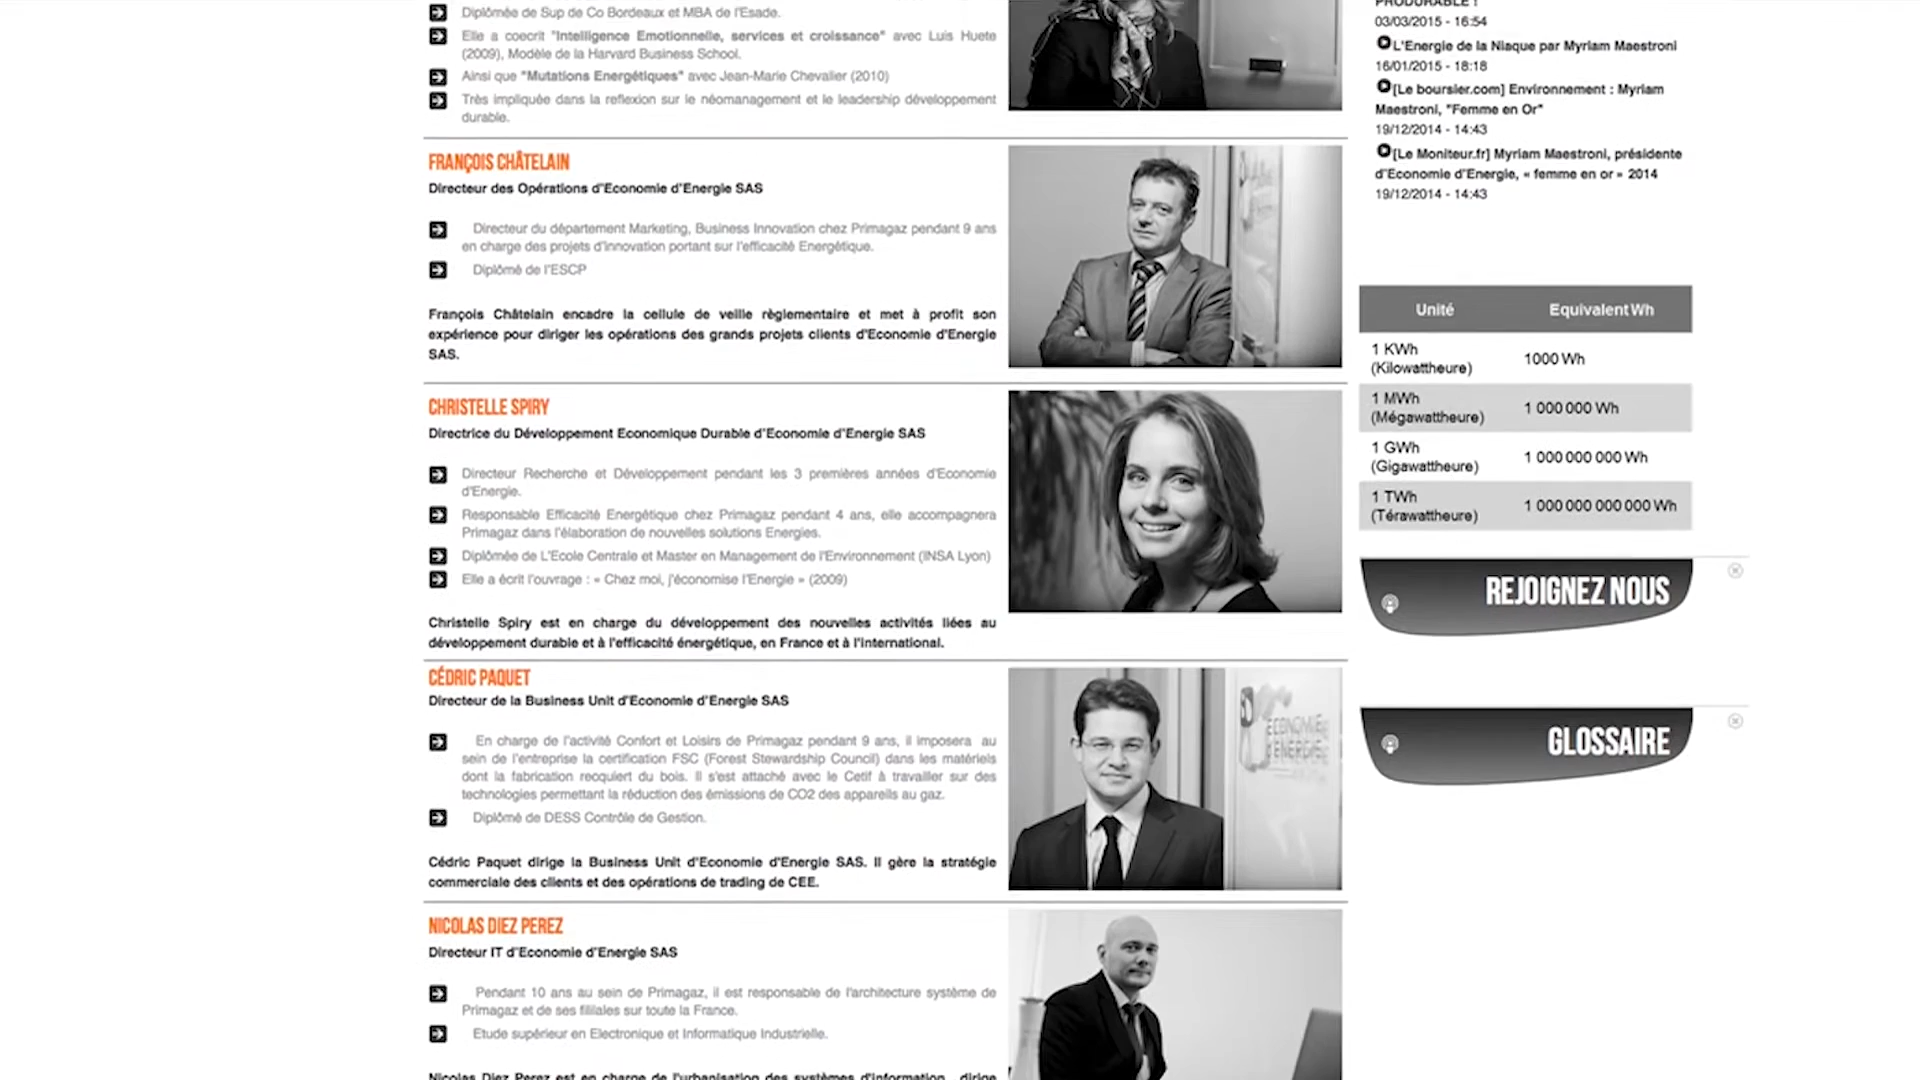 Diplômée de Sup de Co Bordeaux et MBA de l'Esade.
Elle a coecrit "Intelligence Emotionnelle, services et croissance" avec Luis Huete
(2009), Modèle de la Harvard Business School.
Ainsi que "Mutations Energétiques" avec Jean-Marie Chevalier (2010)
Très impliquée dans la reflexion sur le néomanagement et le leadership développement
durable.
FRANÇOIS CHÂTELAIN
Directeur des Opérations d'Economie d'Energie SAS
Directeur du département Marketing, Business Innovation chez Primagaz pendant 9 ans
en charge des projets d'innovation portant sur l'efficacité Energétique.
Diplômé de l'ESCP
François Châtelain encadre la cellule de veille règlementaire et met à profit son
expérience pour diriger les opérations des grands projets clients d'Economie d'Energie
SAS.
CHRISTELLE SPIRY
Directrice du Développement Economique Durable d'Economie d'Energie SAS
Directeur Recherche et Développement pendant les 3 premières années d'Economie
d'Energie.
Responsable Efficacité Energétique chez Primagaz pendant 4 ans, elle accompagnera
Primagaz dans l'élaboration de nouvelles solutions Energies.
Diplômée de L'Ecole Centrale et Master en Management de l'Environnement (INSA Lyon)
Elle a écrit l'ouvrage : « Chez moi, j'économise l'Energie » (2009)
Christelle Spiry est en charge du développement des nouvelles activités liées au
développement durable et à l'efficacité énergétique, en France et à l'international.
CÉDRIC PAQUET
Directeur de la Business Unit d'Economie d'Energie SAS
En charge de l'activité Confort et Loisirs de Primagaz pendant 9 ans, il imposera au
sein de l'entreprise la certification FSC (Forest Stewardship Council) dans les matériels
dont la fabrication recquiert du bois. Il s'est attaché avec le Cetif à travailler sur des
technologies permettant la réduction des émissions de CO2 des appareils au gaz.
Diplômé de DESS Contrôle de Gestion.
Cédric Paquet dirige la Business Unit d'Economie d'Energie SAS. Il gère la stratégie
commerciale des clients et des opérations de trading de CEE.
ECONOMIE
d'ENERGIE
NICOLAS DIEZ PEREZ
Directeur IT d'Economie d'Energie SAS
Pendant 10 ans au sein de Primagaz, il est responsable de l'architecture système de
Primagaz et de ses fililales sur toute la France.
Etude supérieur en Electronique et Informatique Industrielle.
Nicolas Diez Perez est en charge de l'urbanisation des systèmes d'information, dirige
PRODURABLE !
03/03/2015 - 16:54
L'Energie de la Niaque par Myriam Maestroni
16/01/2015 - 18:18
[Le boursier.com] Environnement : Myriam
Maestroni, "Femme en Or"
19/12/2014 - 14:43
[Le Moniteur.fr] Myriam Maestroni, présidente
d'Economie d'Energie, « femme en or » 2014
19/12/2014 - 14:43
Unité Equivalent Wh
1 KWh
(Kilowattheure) 1000 Wh
1 MWh
(Mégawattheure) 1 000 000 Wh
1 GWh
(Gigawattheure) 1 000 000 000 Wh
1 TWh
(Térawattheure) 1 000 000 000 000 Wh
REJOIGNEZ NOUS
GLOSSAIRE